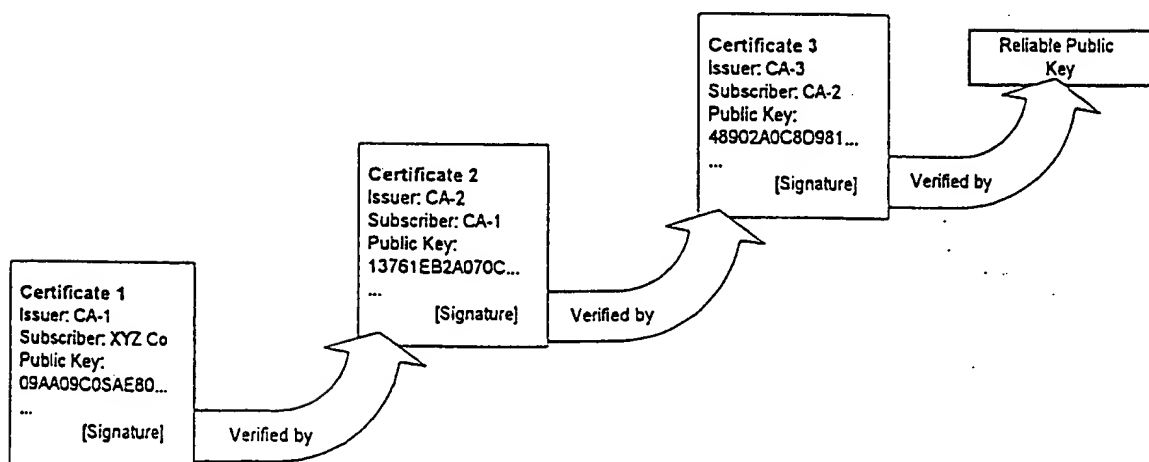 Certificate 3
Issuer: CA-3
Subscriber: CA-2
Public Key:
48902A0C8D981...
...
[Signature]
Verified by
Reliable Public
Key
Certificate 2
Issuer: CA-2
Subscriber: CA-1
Public Key:
13761EB2A070C...
...
[Signature]
Verified by
Certificate 1
Issuer: CA-1
Subscriber: XYZ Co
Public Key:
09AA09C0SAE80...
...
[Signature]
Verified by